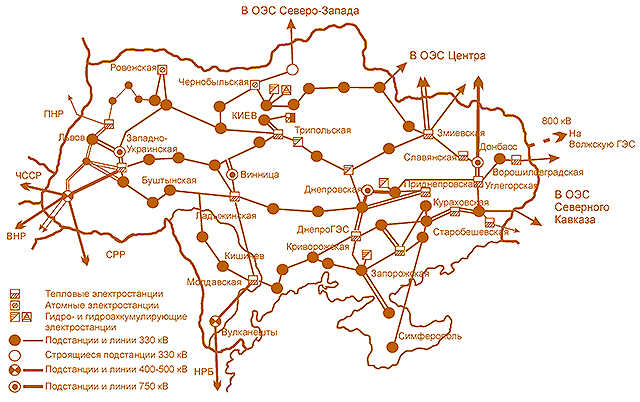 В ОЭС Северо-Запада
В ОЭС Центра
Ровенская
Чернобыльская
ПНР
КИЕВ
Трипольская
Змиевская
800 кВ
На
Волжскую ГЭС
Львов
Западно-
Украинская
Славянская
Донбасс
Ворошиловградская
ЧССР
Буштынская
Винница
Днепровская
Приднепровская
Углегорская
Кураховская
В ОЭС
Северного
Кавказа
ВНР
СРР
Ладыжинская
ДнепроГЭС
Старобешевская
Кишинев
Криворожская
Молдавская
Запорожская
Вулканешты
Симферополь
НРБ
Тепловые электростанции
Атомные электростанции
Гидро- и гидроаккумулирующие
электростанции
Подстанции и линии 330 кВ
Строящиеся подстанции 330 кВ
Подстанции и линии 400-500 кВ
Подстанции и линии 750 кВ